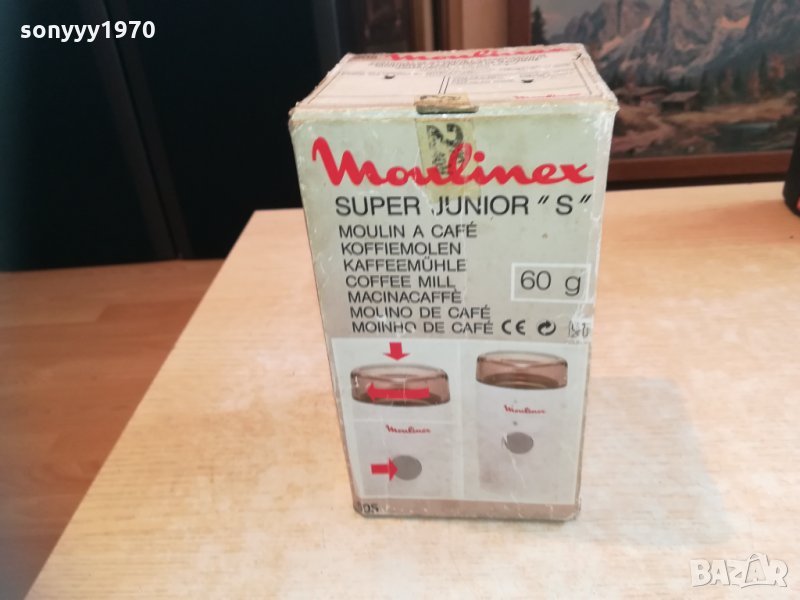 sonyyy1970
Moulinex
Moulinex
SUPER JUNIOR "S"
MOULIN A CAFÉ
KOFFIEMOLEN
KAFFEEMÜHLE
COFFEE MILL
MACINACAFFÈ
MOLINO DE CAFÉ
MOINHO DE CAFÉ CE
60 g
Moulinex
Moulinex
BAZAR